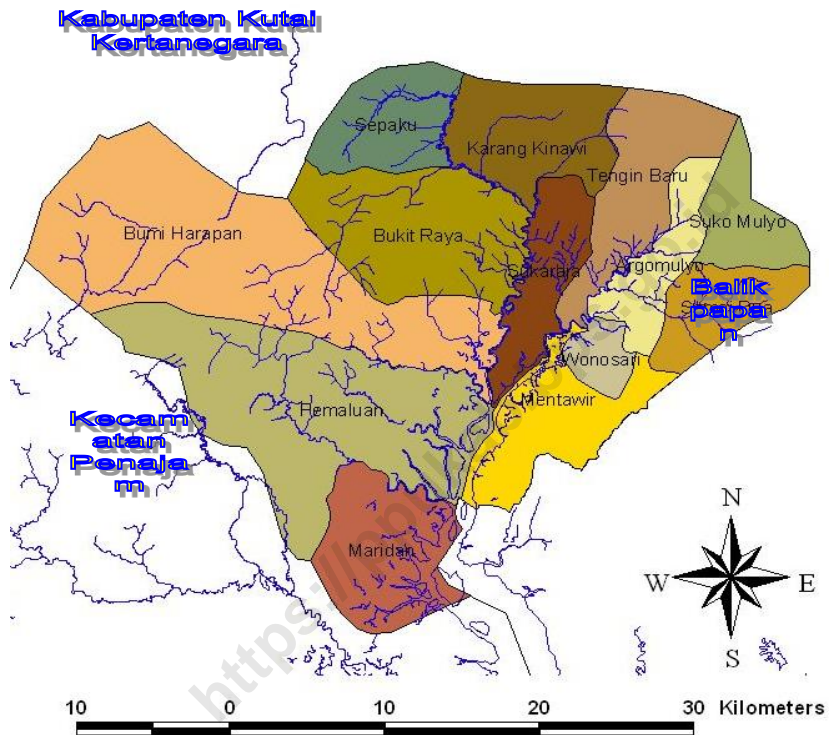 Kabupaten Kutai
Kertanegara
Sepaku
Karang Kinawi
Tengin Baru
Suko Mulyo
Bumi Harapan
Bukit Raya
Sukaraja
Argomulyo
Balik
papa
n
Wonosari
Mentawir
Pemaluan
Kecam
atan
Penaja
m
Maridan
N
W
E
S
10 0 10 20 30 Kilometers